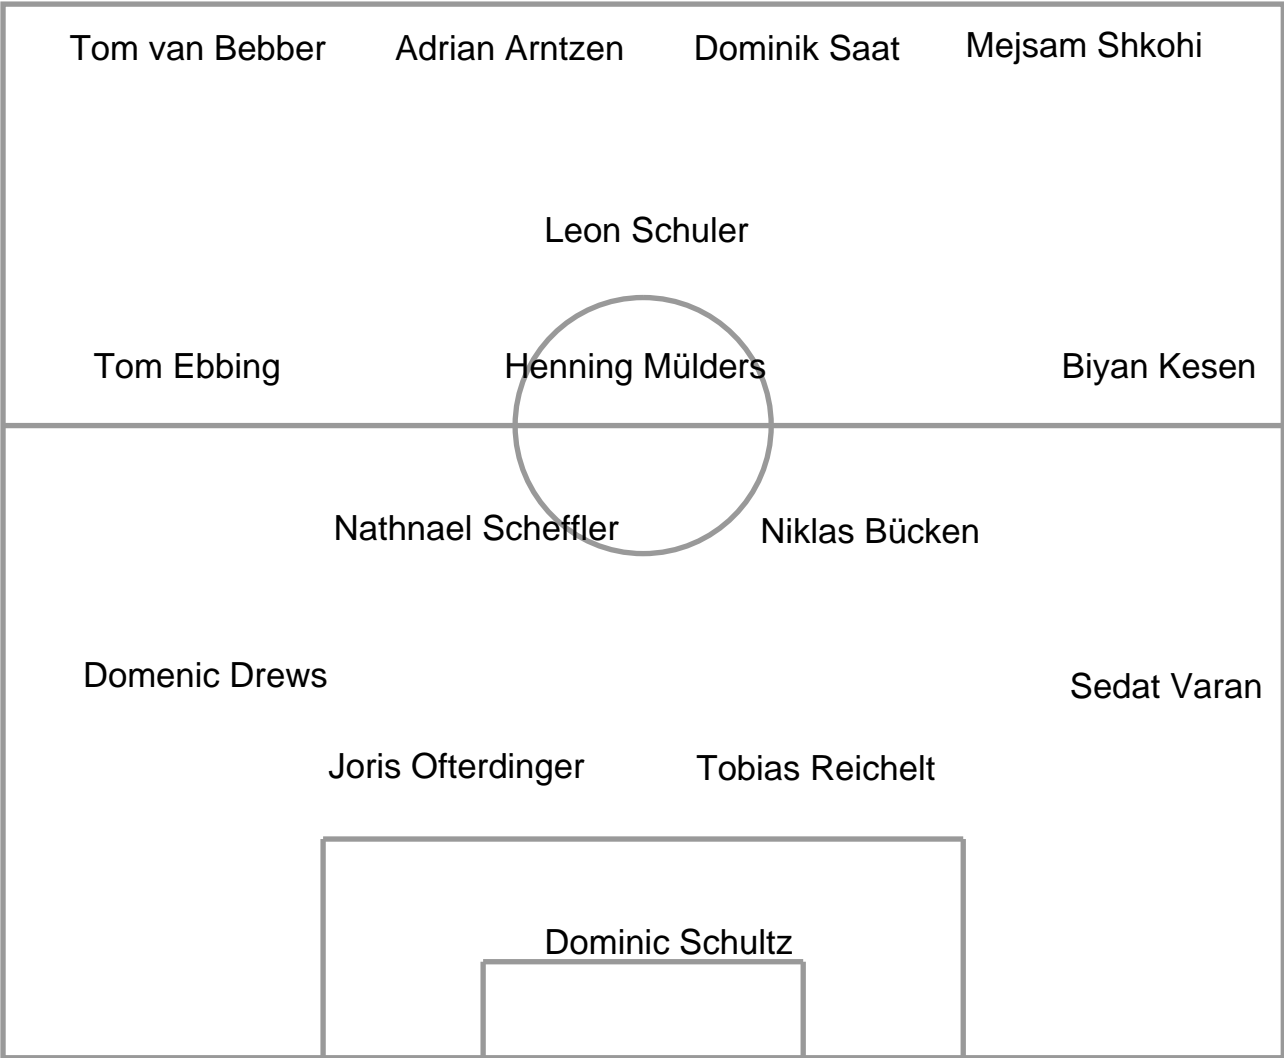 Tom van Bebber
Adrian Arntzen
Dominik Saat
Mejsam Shkohi
Leon Schuler
Tom Ebbing
Henning Mülders
Biyan Kesen
Nathnael Scheffler
Niklas Bücken
Domenic Drews
Sedat Varan
Joris Ofterdinger
Tobias Reichelt
Dominic Schultz